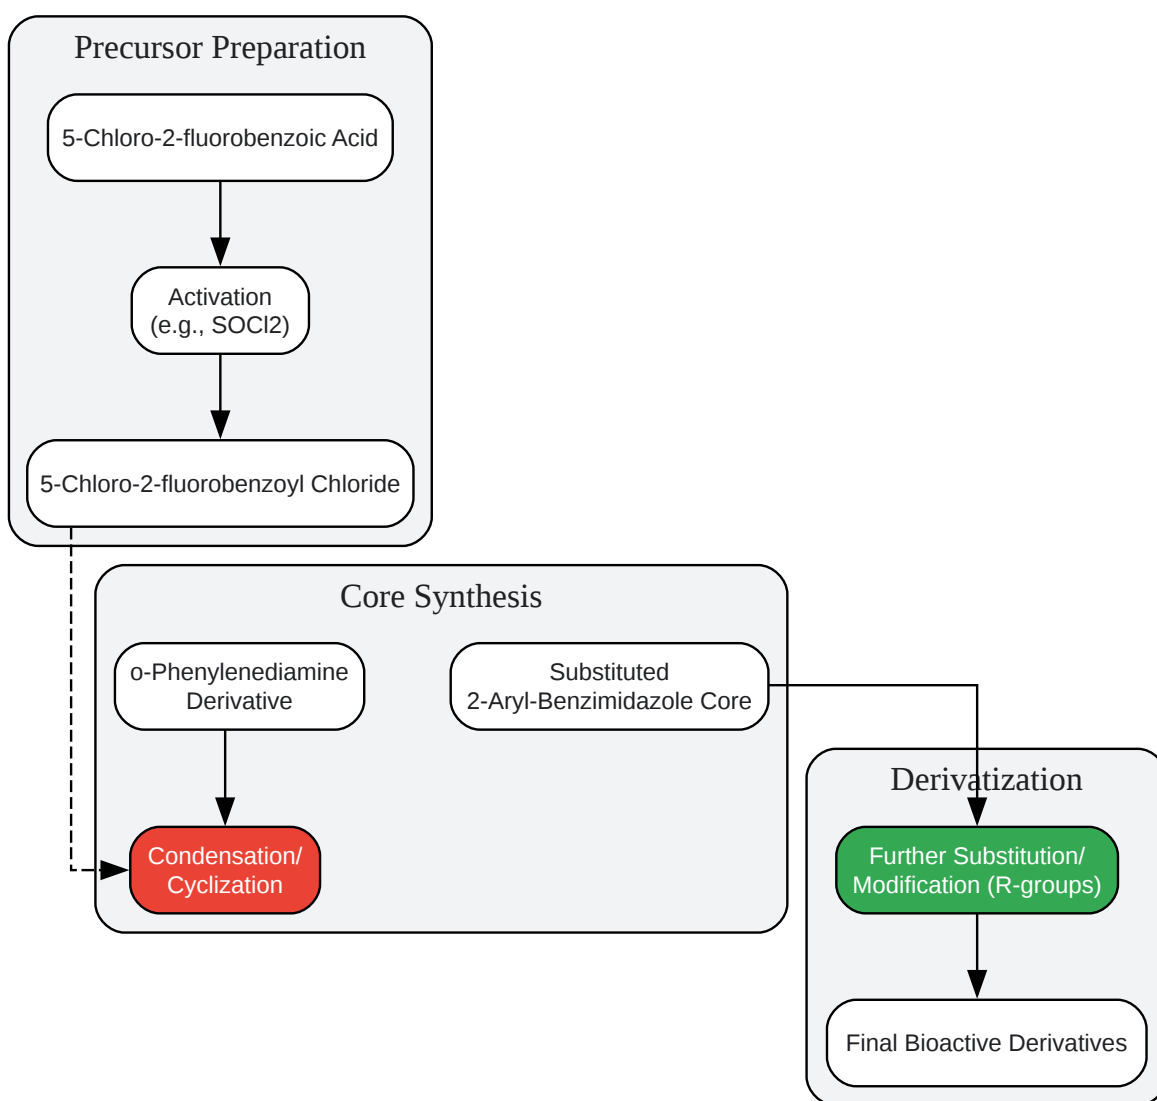 Precursor Preparation
5-Chloro-2-fluorobenzoic Acid
Activation
(e.g., SOCl2)
5-Chloro-2-fluorobenzoyl Chloride
Core Synthesis
o-Phenylenediamine
Derivative
Substituted
2-Aryl-Benzimidazole Core
Condensation/
Cyclization
Derivatization
Further Substitution/
Modification (R-groups)
Final Bioactive Derivatives